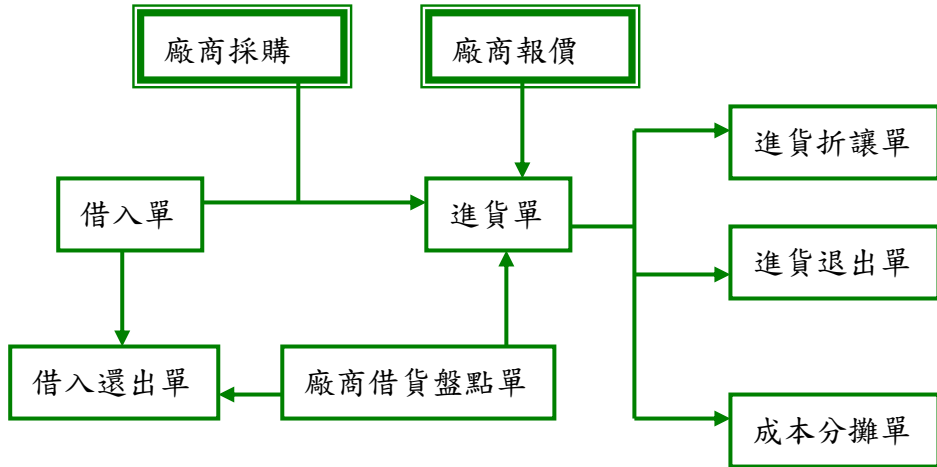 廠商採購
廠商報價
進貨折讓單
借入單
進貨單
進貨退出單
借入還出單
廠商借貨盤點單
成本分攤單